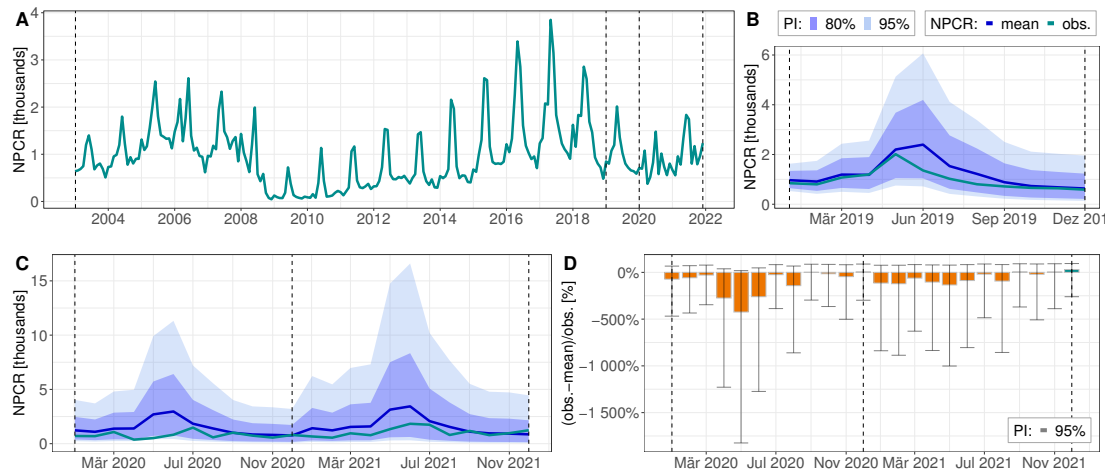 A
NPCR [thousands]
4
3
2
1
0
2004 2006 2008 2010 2012 2014 2016 2018 2020 2022
PI: 80% 95%
NPCR: mean obs.
B
NPCR [thousands]
6
4
2
0
Mär 2019 Jun 2019 Sep 2019 Dez 2019
C
NPCR [thousands]
15
10
5
0
Mär 2020 Jul 2020 Nov 2020 Mär 2021 Jul 2021 Nov 2021
D
(obs.−mean)/obs. [%]
0%
−500%
−1 000%
−1 500%
PI: 95%
Mär 2020 Jul 2020 Nov 2020 Mär 2021 Jul 2021 Nov 2021